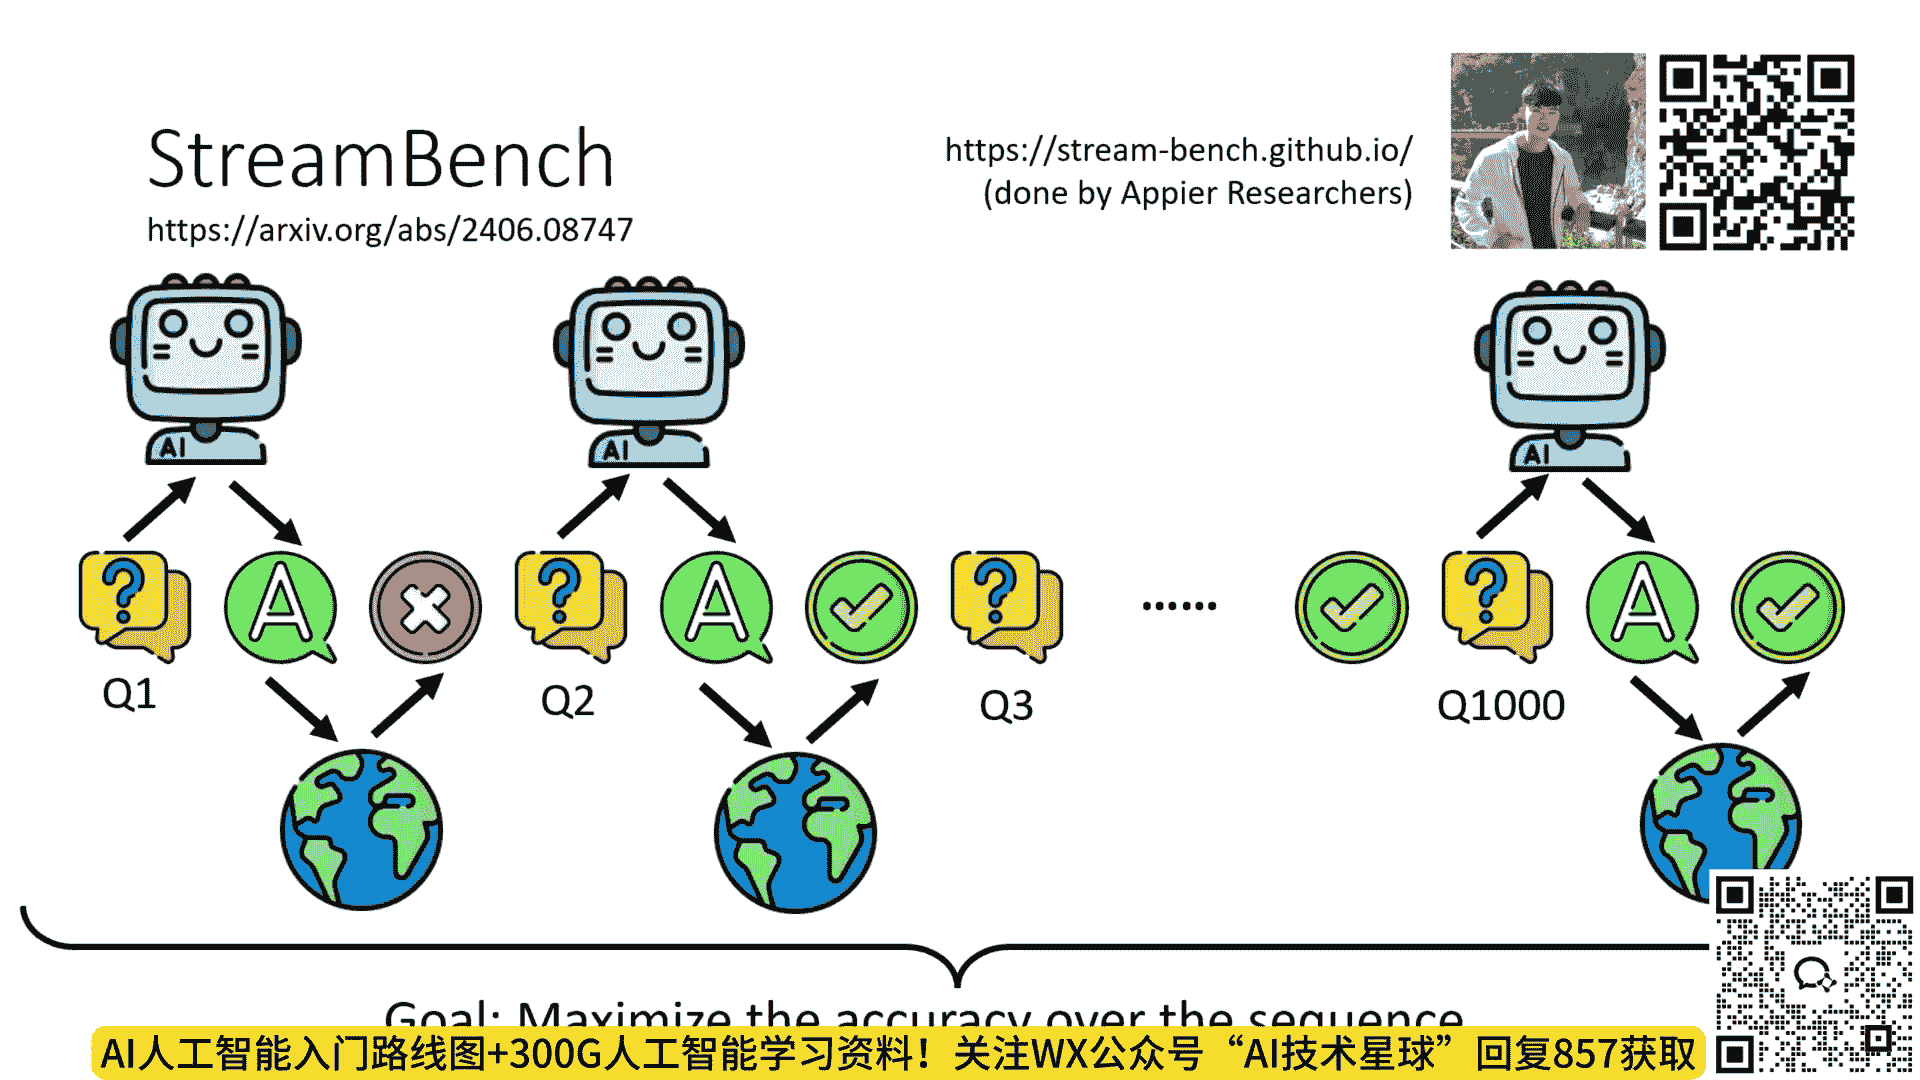 StreamBench
https://arxiv.org/abs/2406.08747
https://stream-bench.github.io/
(done by Appier Researchers)
AI
AI
AI
A
A
A
Q1
Q2
Q3
......
Q1000
Goal: Maximize the accuracy over the sequence
AI人工智能入门路线图+300G人工智能学习资料！关注WX公众号“AI技术星球”回复857获取